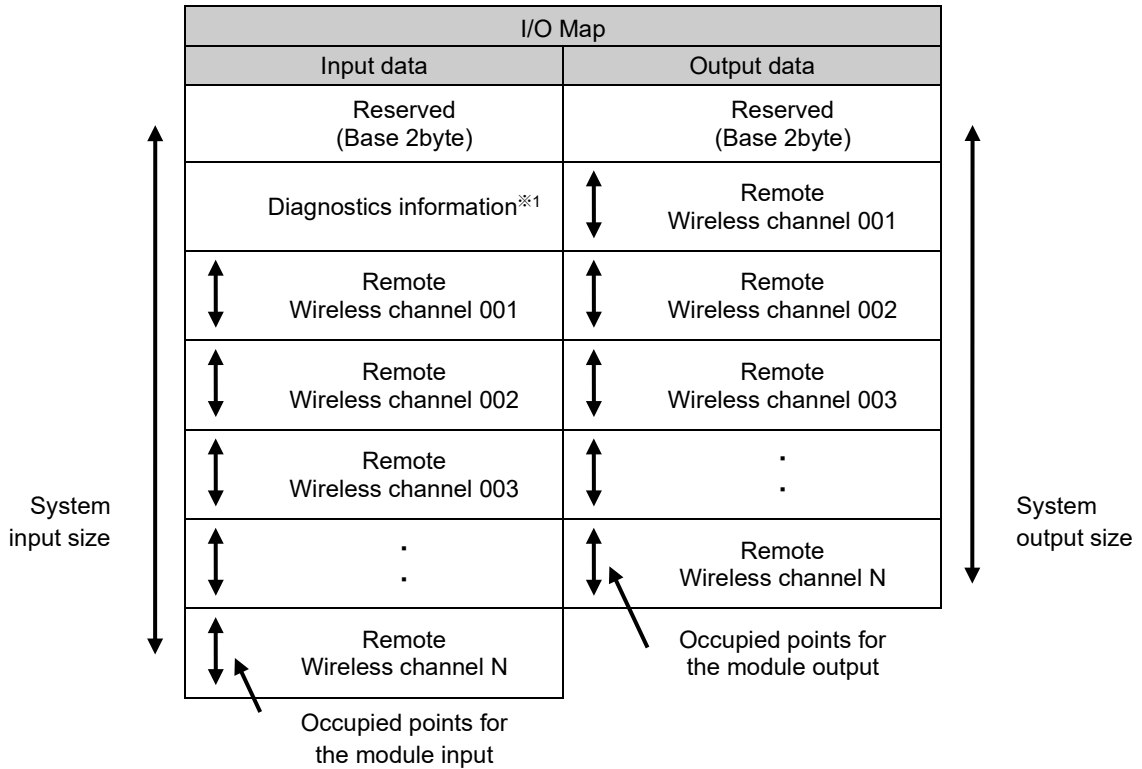 I/O Map
Input data
Output data
Reserved
(Base 2byte)
Reserved
(Base 2byte)
Diagnostics information※1
Remote
Wireless channel 001
Remote
Wireless channel 001
Remote
Wireless channel 002
Remote
Wireless channel 002
Remote
Wireless channel 003
Remote
Wireless channel 003
:
:
Remote
Wireless channel N
Remote
Wireless channel N
System
input size
System
output size
Occupied points for
the module output
Occupied points for
the module input